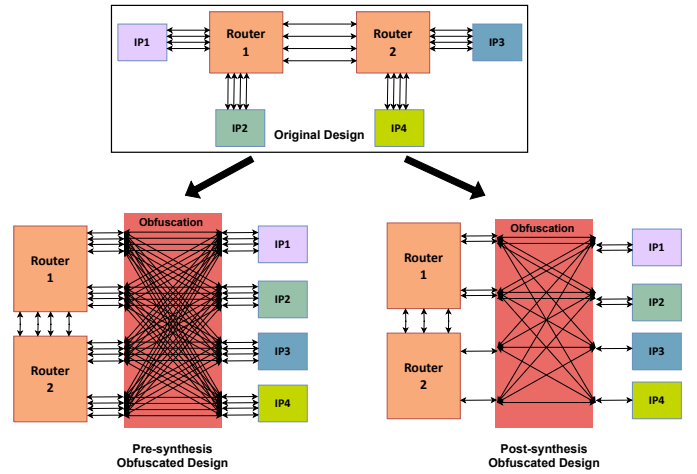 IP1
Router
1
Router
2
IP3
IP2
IP4
Original Design
Obfuscation
Router
1
Router
2
IP1
IP2
IP3
IP4
Pre-synthesis
Obfuscated Design
Obfuscation
Router
1
Router
2
IP1
IP2
IP3
IP4
Post-synthesis
Obfuscated Design